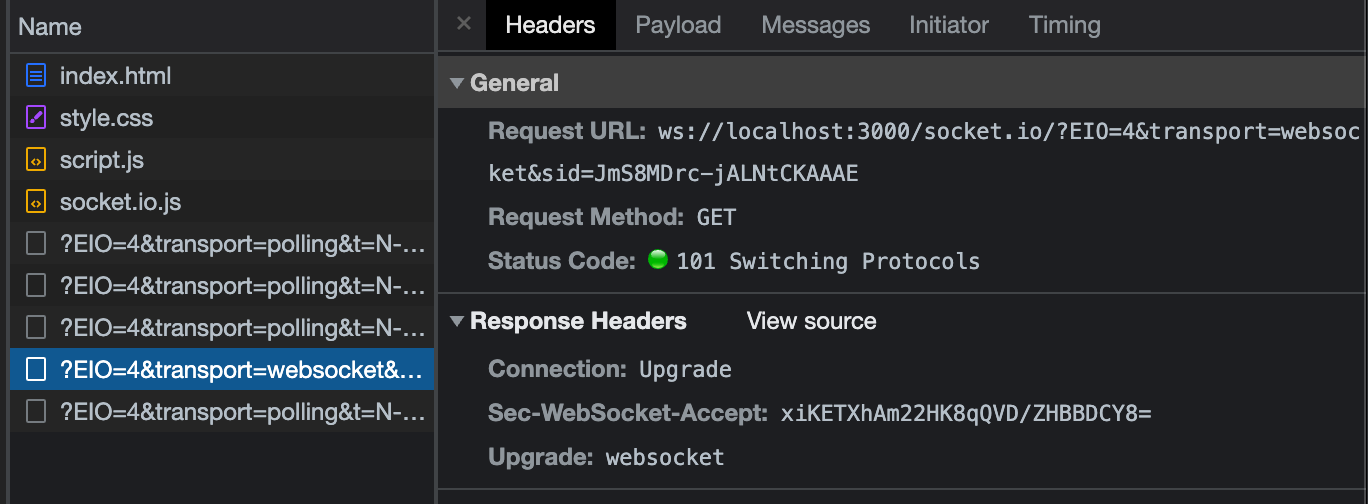 Name
index.html
style.css
script.js
socket.io.js
?EIO=4&transport=polling&t=N-...
?EIO=4&transport=polling&t=N-...
?EIO=4&transport=polling&t=N-...
?EIO=4&transport=websocket&...
?EIO=4&transport=polling&t=N-...
× Headers Payload Messages Initiator Timing
General
Request URL: ws://localhost:3000/socket.io/?EIO=4&transport=websoc
ket&sid=JmS8MDrc-jALNtCKAAAE
Request Method: GET
Status Code: 101 Switching Protocols
Response Headers View source
Connection: Upgrade
Sec-WebSocket-Accept: xiKETXhAm22HK8qQVD/ZHBBDCY8=
Upgrade: websocket